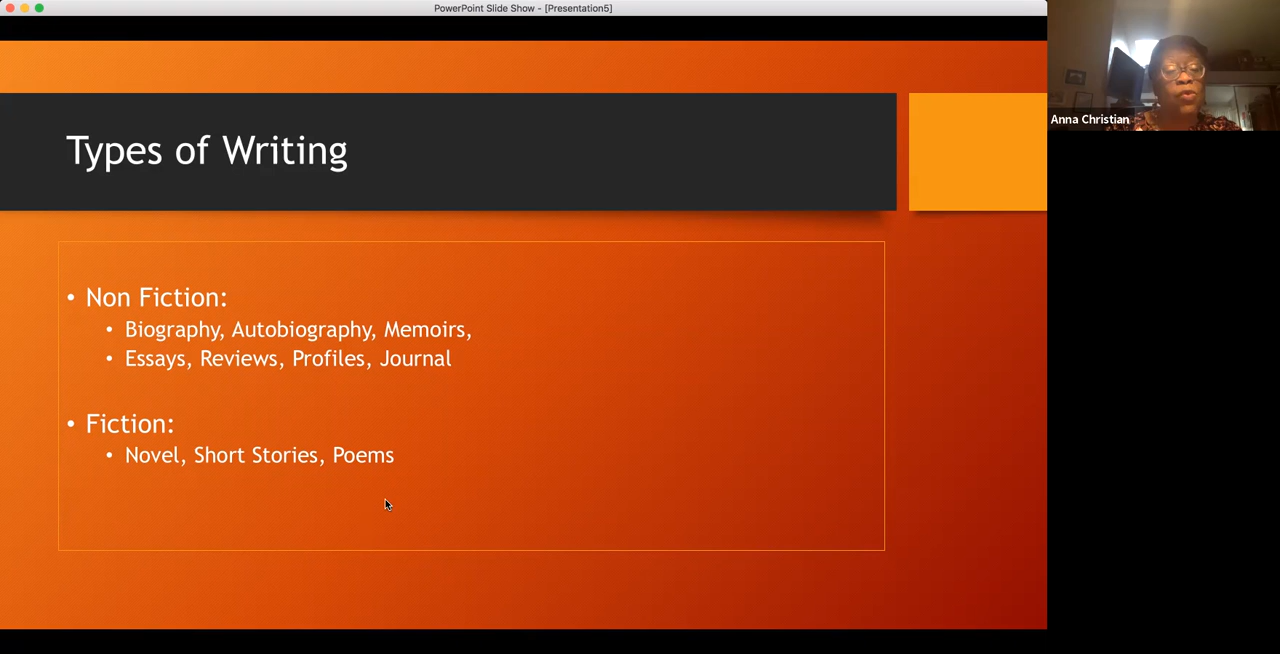 PowerPoint Slide Show - [Presentation5]
Types of Writing
• Non Fiction:
• Biography, Autobiography, Memoirs,
• Essays, Reviews, Profiles, Journal
• Fiction:
• Novel, Short Stories, Poems
Anna Christian